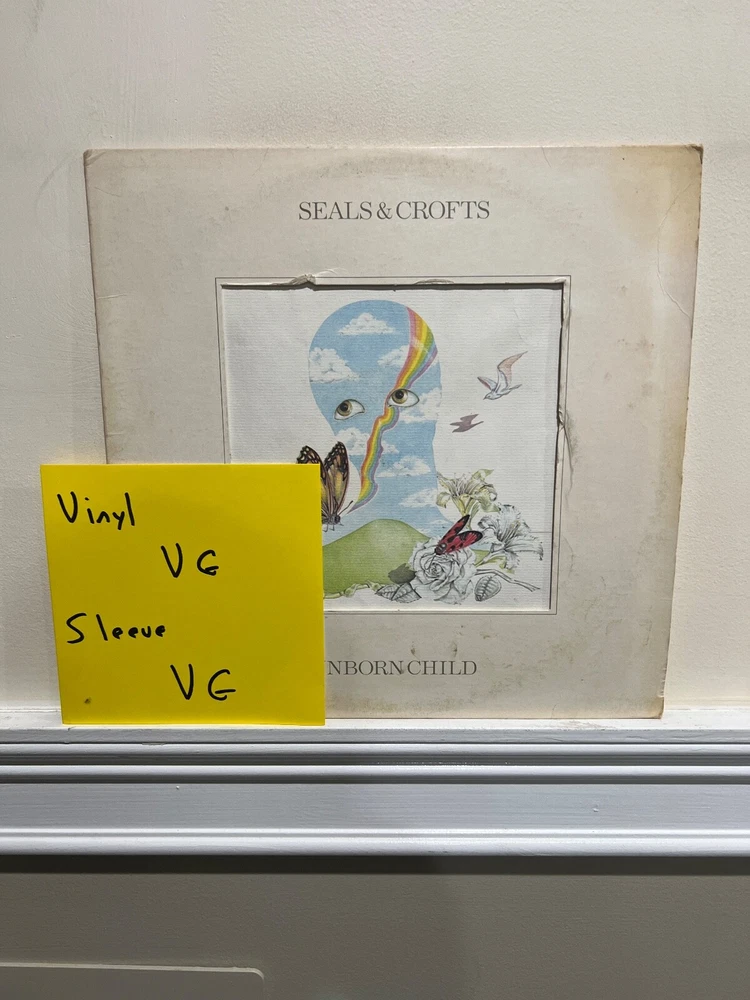 SEALS & CROFTS
Vinyl
VG
Sleeve
VG
NBORN CHILD